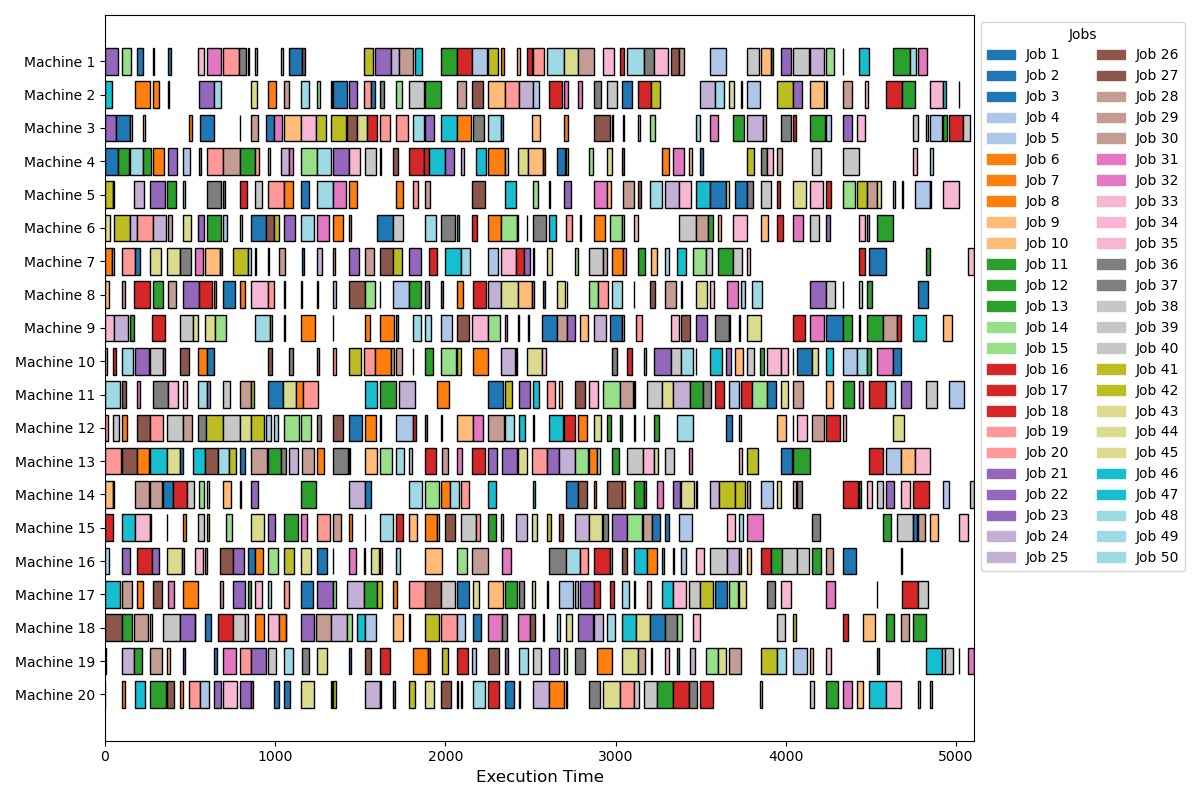 Machine 1
Machine 2
Machine 3
Machine 4
Machine 5
Machine 6
Machine 7
Machine 8
Machine 9
Machine 10
Machine 11
Machine 12
Machine 13
Machine 14
Machine 15
Machine 16
Machine 17
Machine 18
Machine 19
Machine 20
0 1000 2000 3000 4000 5000
Execution Time
Jobs
Job 1 Job 26
Job 2 Job 27
Job 3 Job 28
Job 4 Job 29
Job 5 Job 30
Job 6 Job 31
Job 7 Job 32
Job 8 Job 33
Job 9 Job 34
Job 10 Job 35
Job 11 Job 36
Job 12 Job 37
Job 13 Job 38
Job 14 Job 39
Job 15 Job 40
Job 16 Job 41
Job 17 Job 42
Job 18 Job 43
Job 19 Job 44
Job 20 Job 45
Job 21 Job 46
Job 22 Job 47
Job 23 Job 48
Job 24 Job 49
Job 25 Job 50